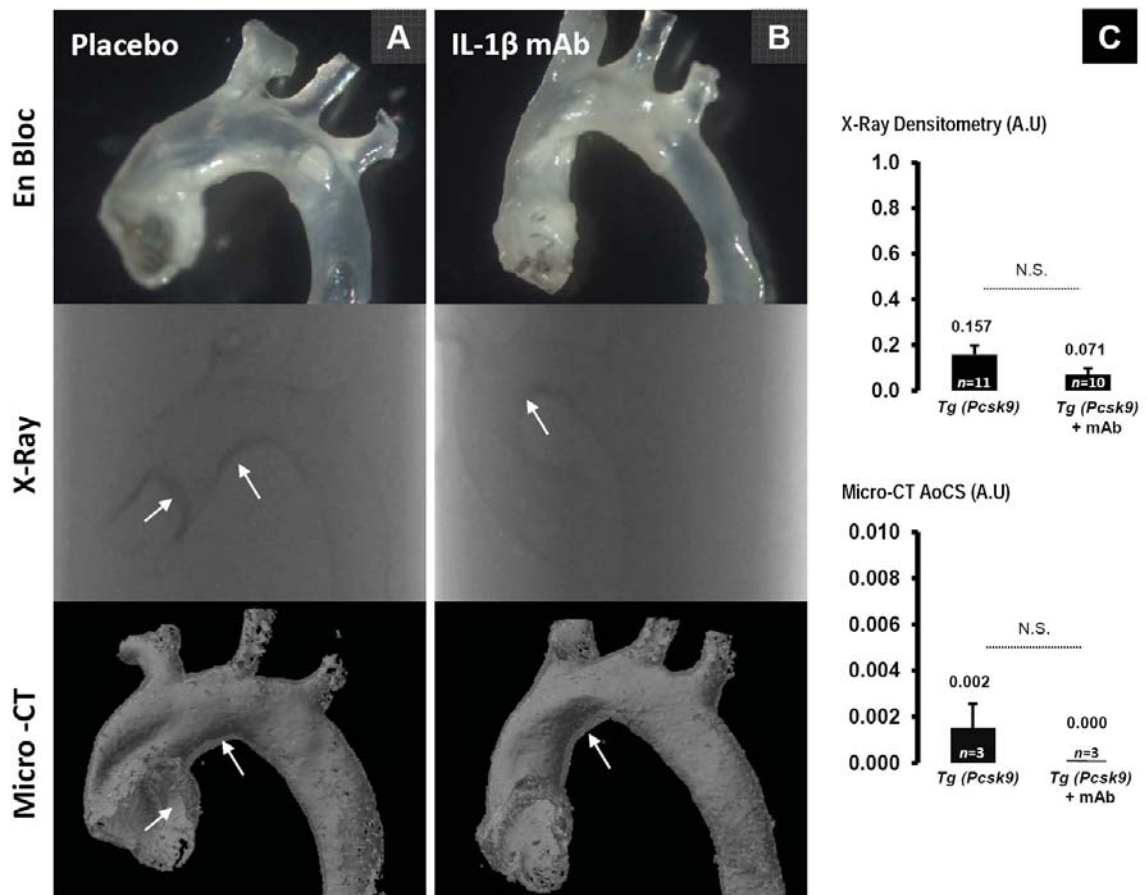 Placebo
A
IL-1β mAb
B
C
En Bloc
X-Ray
Micro -CT
X-Ray Densitometry (A.U)
1.0
0.8
0.6
0.4
0.2
0.0
N.S.
0.157
0.071
n=11
n=10
Tg (Pcsk9)
Tg (Pcsk9)
+ mAb
Micro-CT AoCS (A.U)
0.010
0.008
0.006
0.004
0.002
0.000
N.S.
0.002
0.000
n=3
n=3
Tg (Pcsk9)
Tg (Pcsk9)
+ mAb